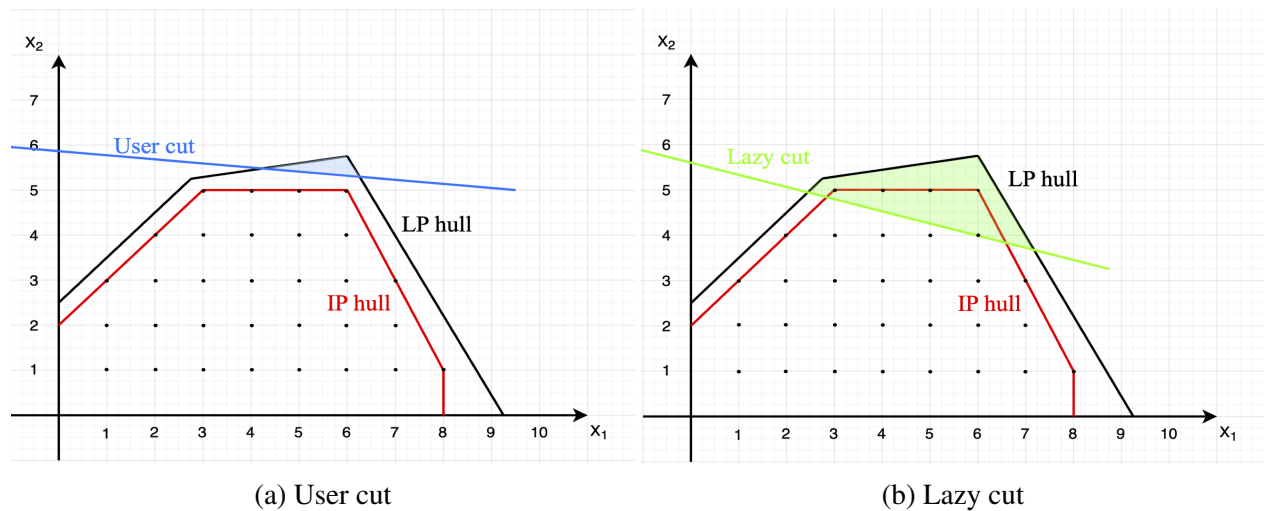 X2
7
6
5
4
3
2
1
User cut
LP hull
IP hull
1 2 3 4 5 6 7 8 9 10
X1
(a) User cut
X2
7
6
5
4
3
2
1
Lazy cut
LP hull
IP hull
1 2 3 4 5 6 7 8 9 10
X1
(b) Lazy cut